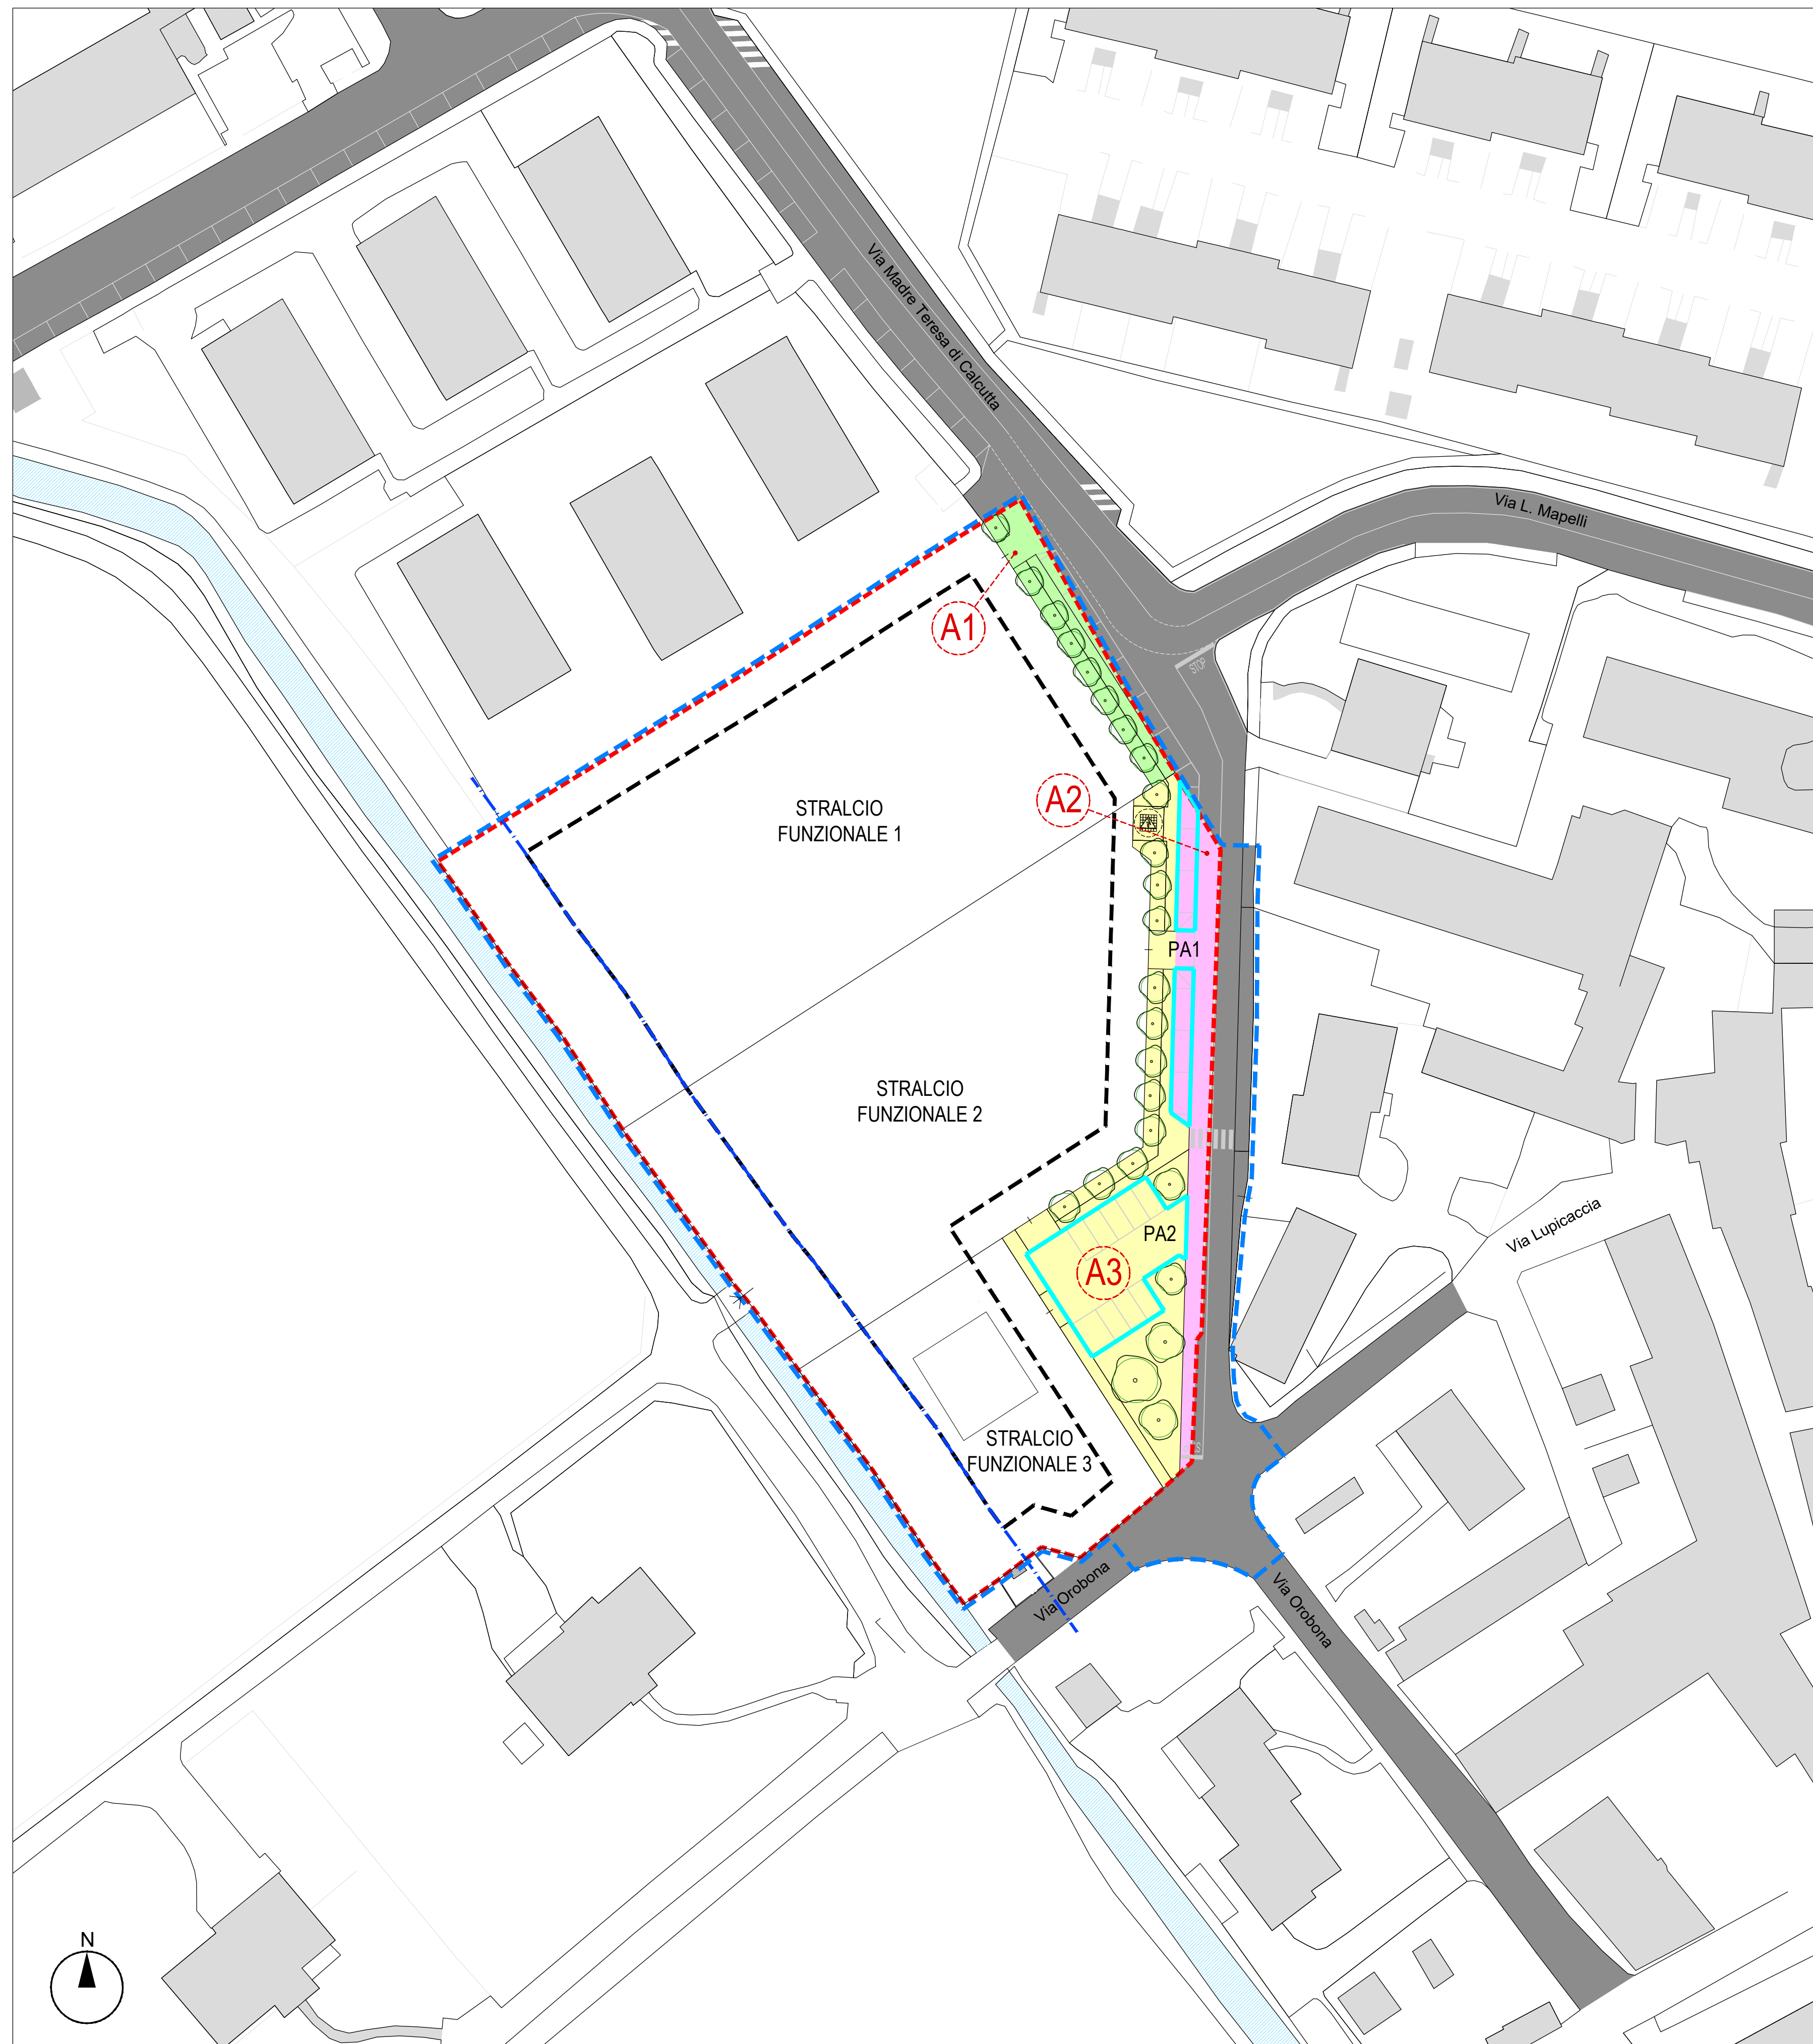 Via Madre Teresa di Calcutta
Via L. Mapelli
A1
STOP
STRALCIO
FUNZIONALE 1
A2
PA1
STRALCIO
FUNZIONALE 2
Via Lupicaccia
PA2
A3
STRALCIO
FUNZIONALE 3
Via Orobona
Via Orobona
N